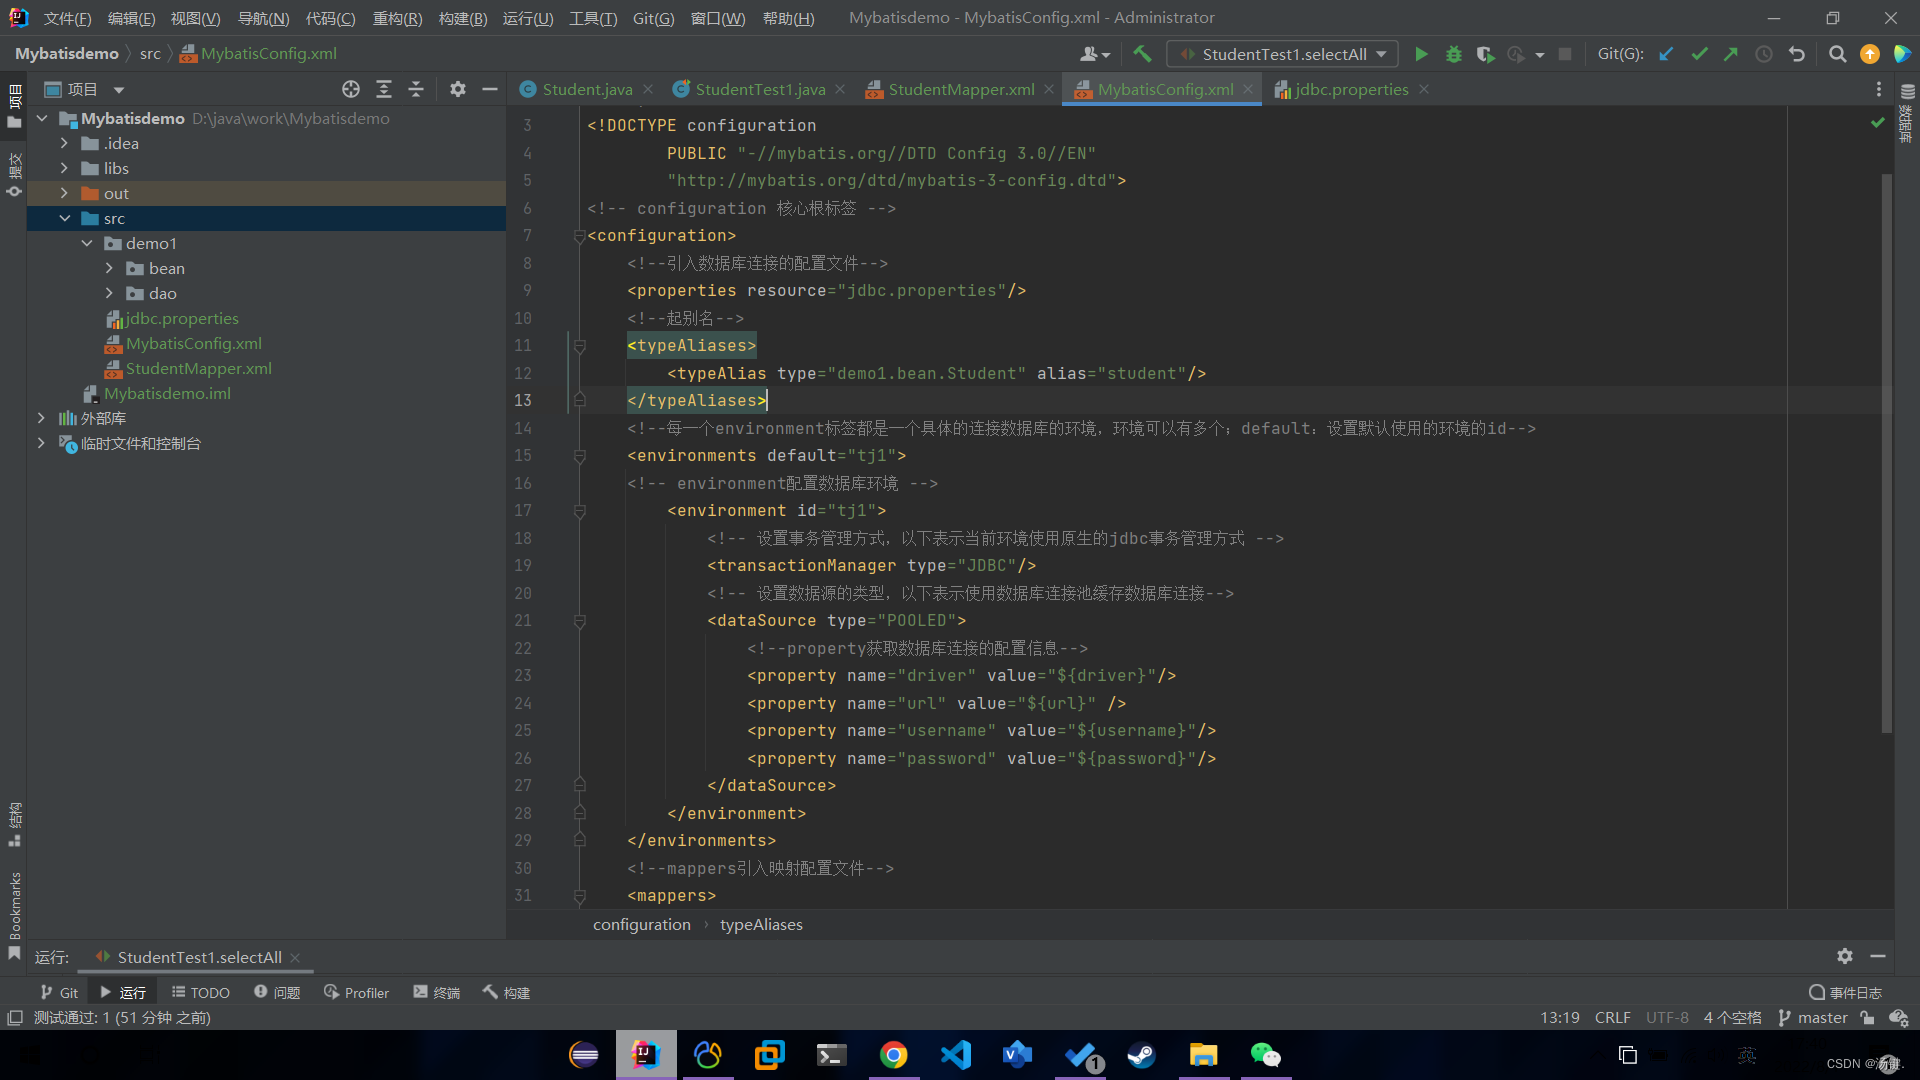 文件(F) 编辑(E) 视图(V) 导航(N) 代码(C) 重构(R) 构建(B) 运行(U) 工具(T) Git(G) 窗口(W) 帮助(H) Mybatisdemo - MybatisConfig.xml - Administrator
Mybatisdemo src MybatisConfig.xml StudentTest1.selectAll Git(G):
项目 Student.java StudentTest1.java StudentMapper.xml MybatisConfig.xml jdbc.properties
项目
提交
结构
Bookmarks
数据库
Mybatisdemo D:\java\work\Mybatisdemo
.idea
libs
out
src
demo1
bean
dao
jdbc.properties
MybatisConfig.xml
StudentMapper.xml
Mybatisdemo.iml
外部库
临时文件和控制台
3 <!DOCTYPE configuration
4 PUBLIC "-//mybatis.org//DTD Config 3.0//EN"
5 "http://mybatis.org/dtd/mybatis-3-config.dtd">
6 <!-- configuration 核心根标签 -->
7 <configuration>
8 <!--引入数据库连接的配置文件-->
9 <properties resource="jdbc.properties"/>
10 <!--起别名-->
11 <typeAliases>
12 <typeAlias type="demo1.bean.Student" alias="student"/>
13 </typeAliases>
14 <!--每一个environment标签都是一个具体的连接数据库的环境，环境可以有多个；default：设置默认使用的环境的id-->
15 <environments default="tj1">
16 <!-- environment配置数据库环境 -->
17 <environment id="tj1">
18 <!-- 设置事务管理方式，以下表示当前环境使用原生的jdbc事务管理方式 -->
19 <transactionManager type="JDBC"/>
20 <!-- 设置数据源的类型，以下表示使用数据库连接池缓存数据库连接-->
21 <dataSource type="POOLED">
22 <!--property获取数据库连接的配置信息-->
23 <property name="driver" value="${driver}"/>
24 <property name="url" value="${url}" />
25 <property name="username" value="${username}"/>
26 <property name="password" value="${password}"/>
27 </dataSource>
28 </environment>
29 </environments>
30 <!--mappers引入映射配置文件-->
31 <mappers>
configuration › typeAliases
运行: StudentTest1.selectAll
Git 运行 TODO 问题 Profiler 终端 构建 事件日志
测试通过: 1 (51 分钟 之前) 13:19 CRLF UTF-8 4 个空格 master
1 英
CSDN @汤键.